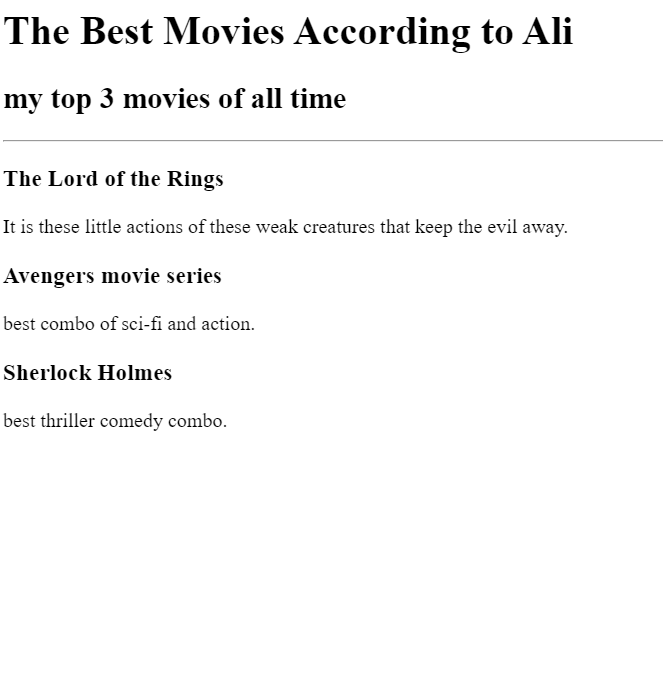 The Best Movies According to Ali
my top 3 movies of all time
The Lord of the Rings
It is these little actions of these weak creatures that keep the evil away.
Avengers movie series
best combo of sci-fi and action.
Sherlock Holmes
best thriller comedy combo.